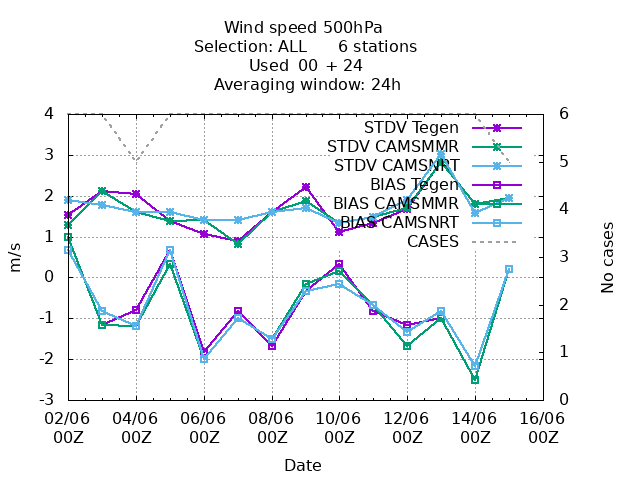 Wind speed 500hPa
Selection: ALL 6 stations
Used 00 + 24
Averaging window: 24h
4
3
2
1
0
-1
-2
-3
m/s
6
5
4
3
2
1
0
No cases
STDV Tegen
STDV CAMSMMR
STDV CAMSNRT
BIAS Tegen
BIAS CAMSMMR
BIAS CAMSNRT
CASES
02/06 04/06 06/06 08/06 10/06 12/06 14/06 16/06
00Z 00Z 00Z 00Z 00Z 00Z 00Z 00Z
Date